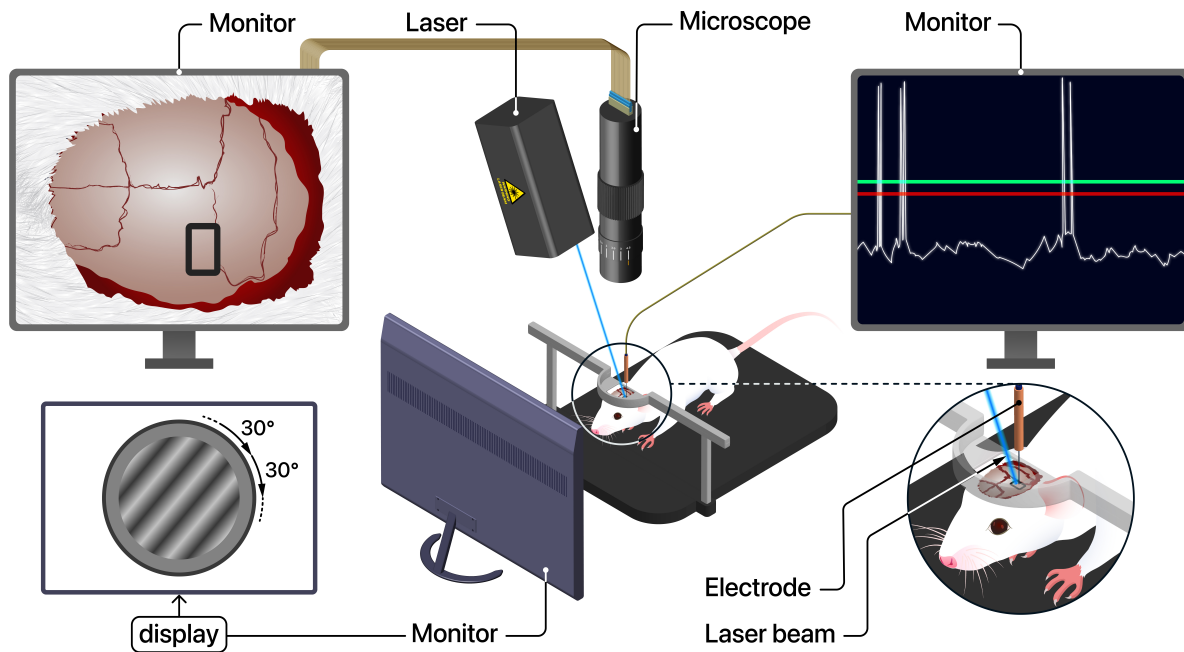 Monitor
Laser
Microscope
Monitor
30°
30°
Electrode
display
Monitor
Laser beam